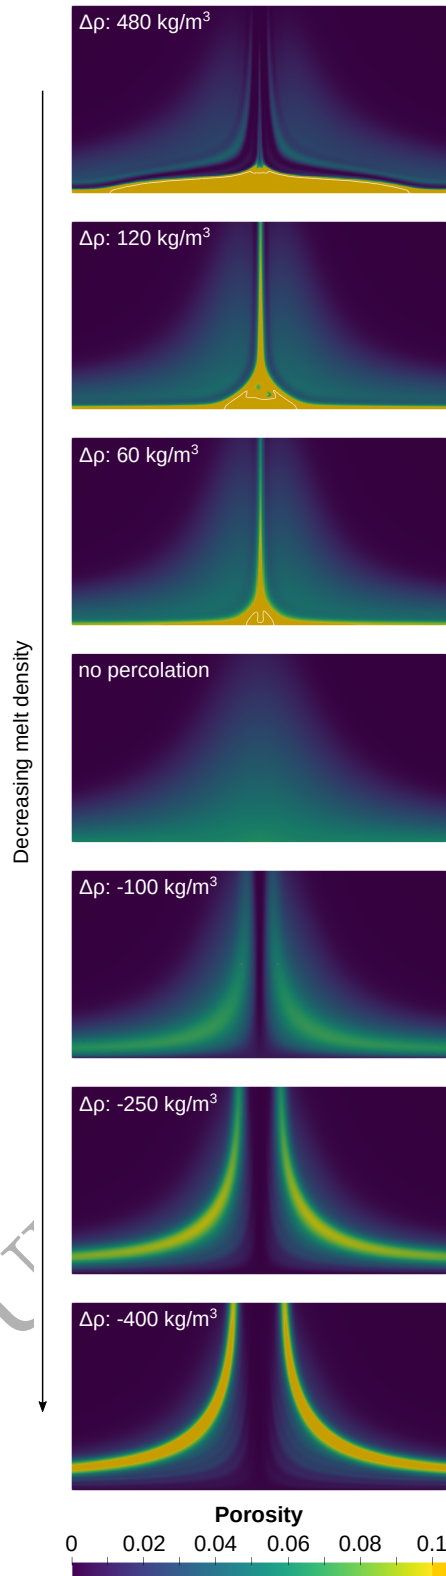 Δρ: 480 kg/m³
Δρ: 120 kg/m³
Δρ: 60 kg/m³
no percolation
Δρ: -100 kg/m³
Δρ: -250 kg/m³
Δρ: -400 kg/m³
Decreasing melt density
Porosity
0 0.02 0.04 0.06 0.08 0.1